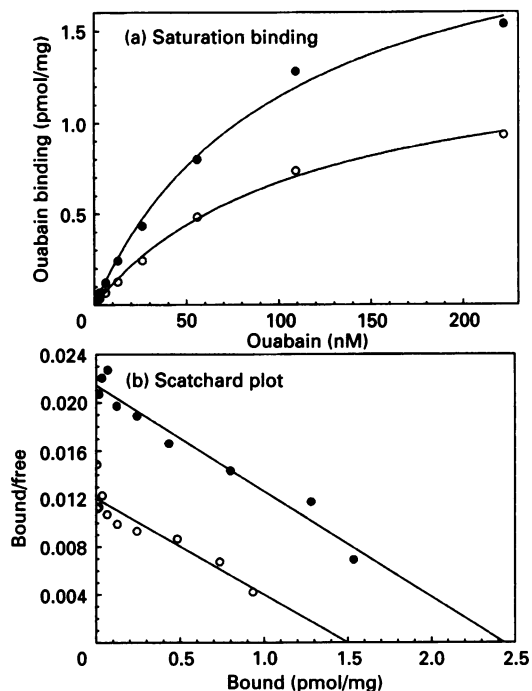 (a) Saturation binding
Ouabain binding (pmol/mg)
1.5
1.0
0.5
0
0 50 100 150 200
Ouabain (nM)
(b) Scatchard plot
Bound/free
0.024
0.020
0.016
0.012
0.008
0.004
0.5 1.0 1.5 2.0 2.5
Bound (pmol/mg)